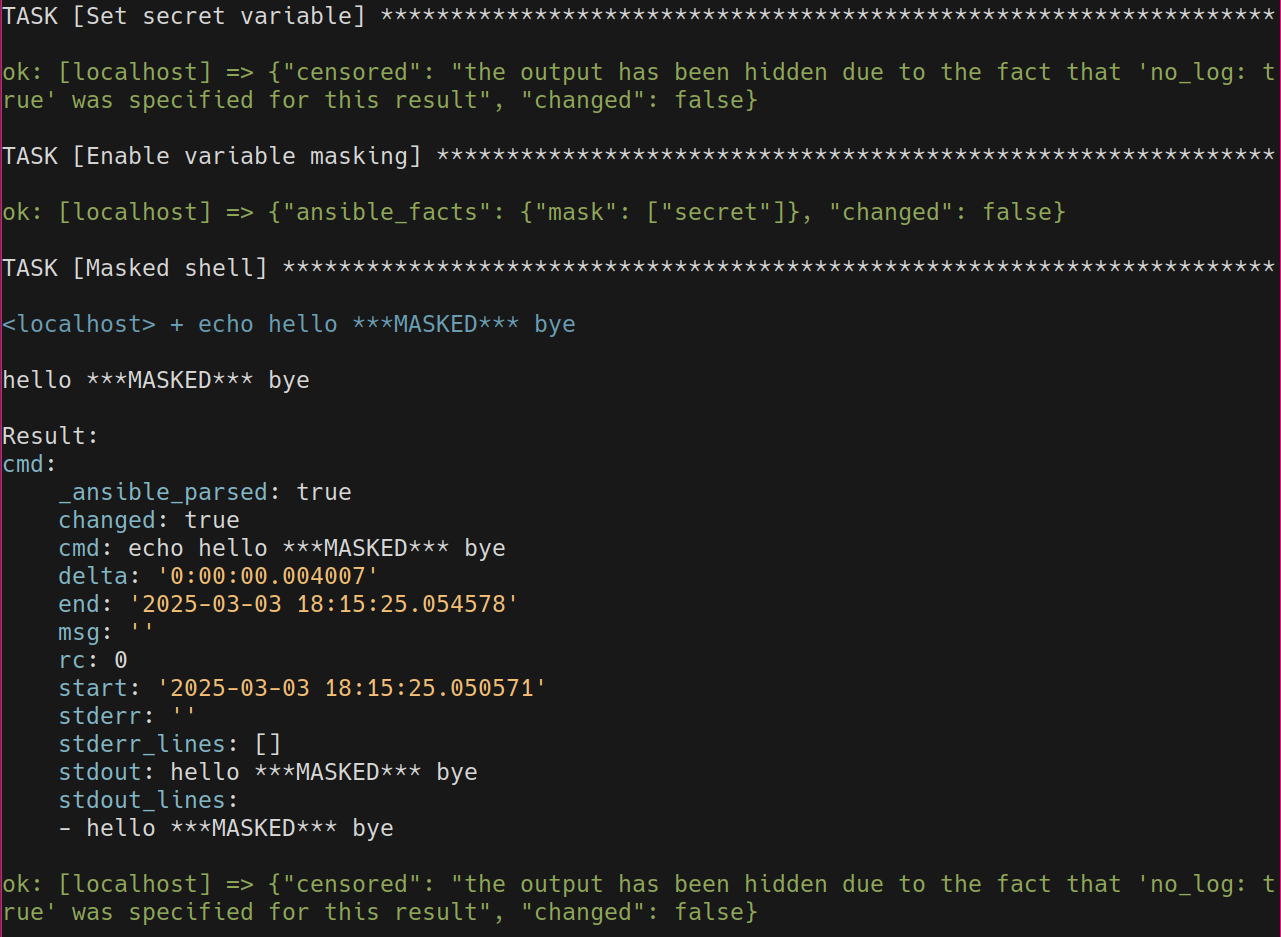 TASK [Set secret variable] ****************************************************************
ok: [localhost] => {"censored": "the output has been hidden due to the fact that 'no_log: t
rue' was specified for this result", "changed": false}
TASK [Enable variable masking] ************************************************************
ok: [localhost] => {"ansible_facts": {"mask": ["secret"]}, "changed": false}
TASK [Masked shell] ***********************************************************************
<localhost> + echo hello ***MASKED*** bye
hello ***MASKED*** bye
Result:
cmd:
    _ansible_parsed: true
    changed: true
    cmd: echo hello ***MASKED*** bye
    delta: '0:00:00.004007'
    end: '2025-03-03 18:15:25.054578'
    msg: ''
    rc: 0
    start: '2025-03-03 18:15:25.050571'
    stderr: ''
    stderr_lines: []
    stdout: hello ***MASKED*** bye
    stdout_lines:
    - hello ***MASKED*** bye
ok: [localhost] => {"censored": "the output has been hidden due to the fact that 'no_log: t
rue' was specified for this result", "changed": false}